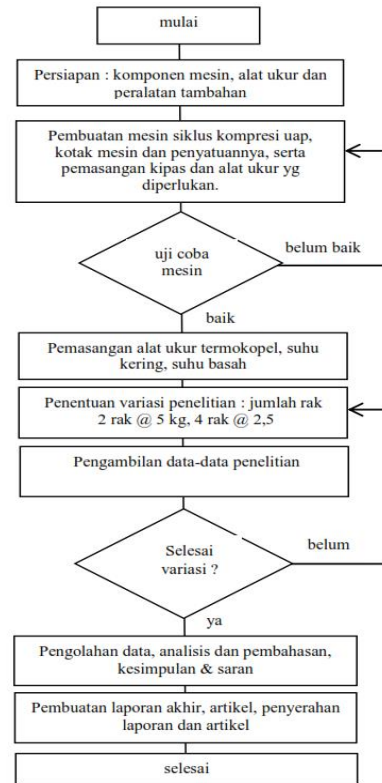 mulai
Persiapan : komponen mesin, alat ukur dan
peralatan tambahan
Pembuatan mesin siklus kompresi uap,
kotak mesin dan penyatuannya, serta
pemasangan kipas dan alat ukur yg
diperlukan.
uji coba
mesin
belum baik
baik
Pemasangan alat ukur termokopel, suhu
kering, suhu basah
Penentuan variasi penelitian : jumlah rak
2 rak @ 5 kg, 4 rak @ 2,5
Pengambilan data-data penelitian
Selesai
variasi ?
belum
ya
Pengolahan data, analisis dan pembahasan,
kesimpulan & saran
Pembuatan laporan akhir, artikel, penyerahan
laporan dan artikel
selesai